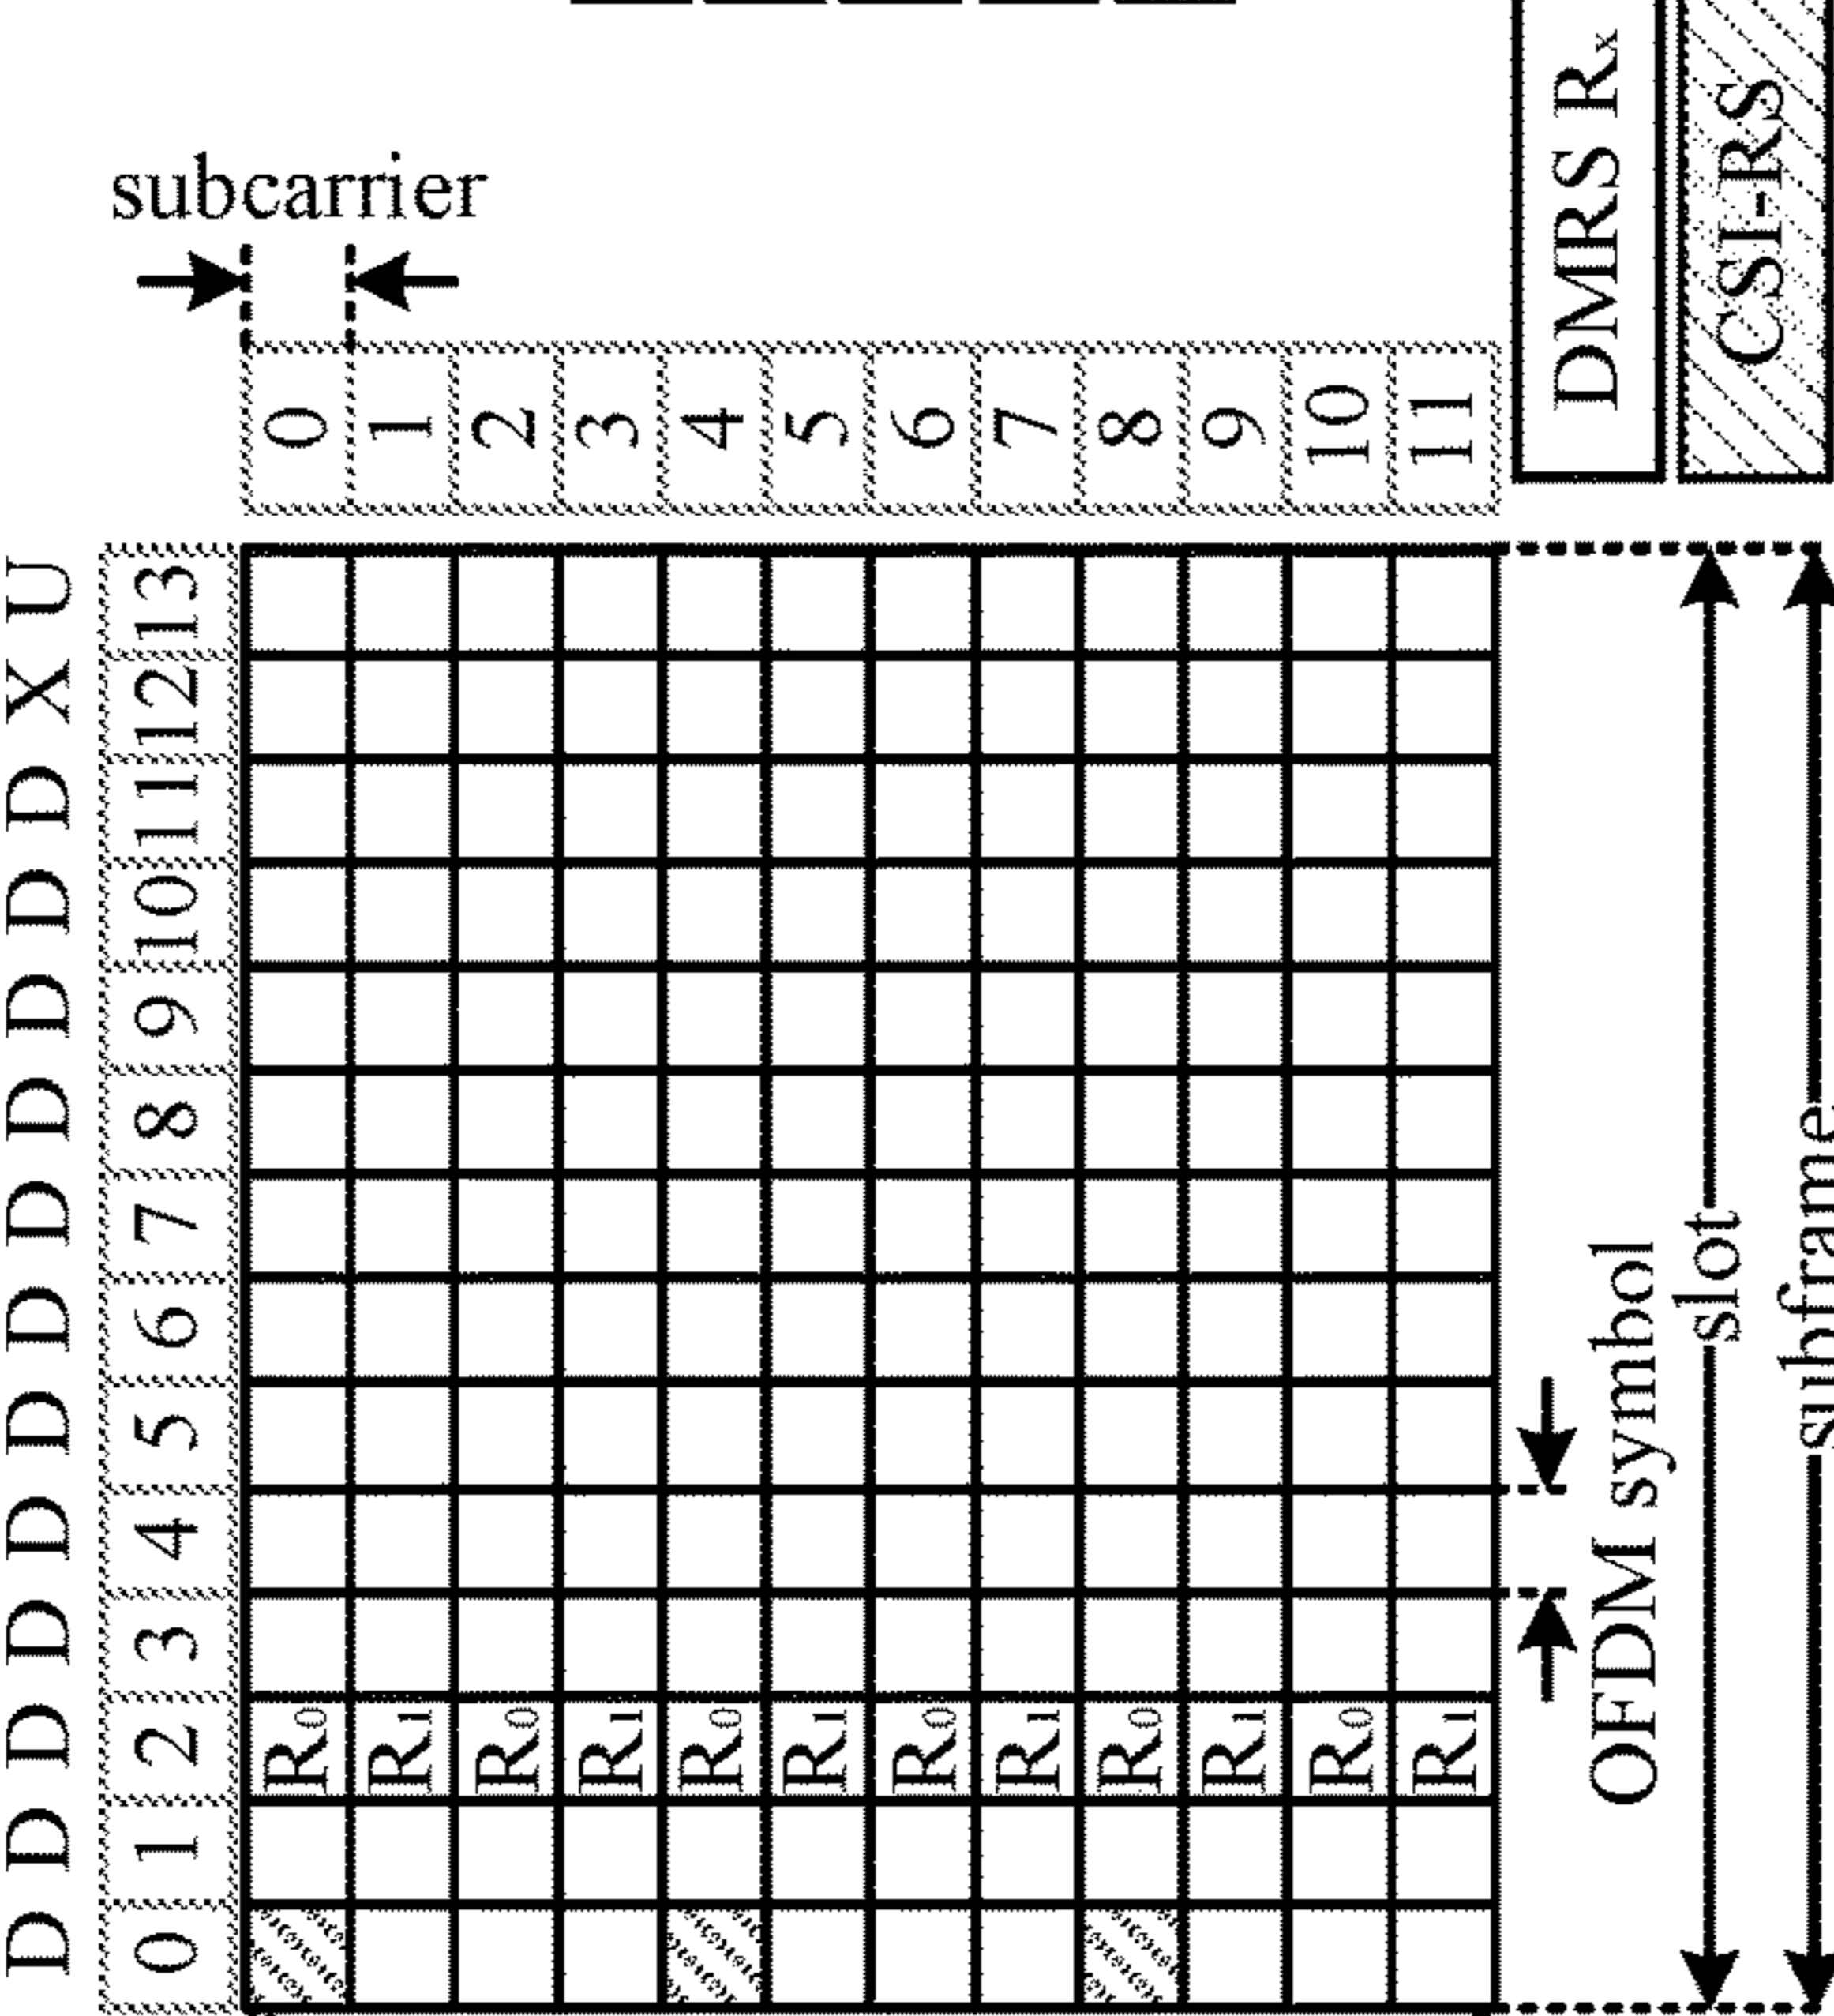 D D D D D D D D D D D D X U
0 1 2 3 4 5 6 7 8 9 10 11 12 13
subcarrier
R0 0
R1 1
R0 2
R1 3
R0 4
R1 5
R0 6
R1 7
R0 8
R1 9
R0 10
R1 11
OFDM symbol
DMRS Rx
slot
CSI-RS
subframe